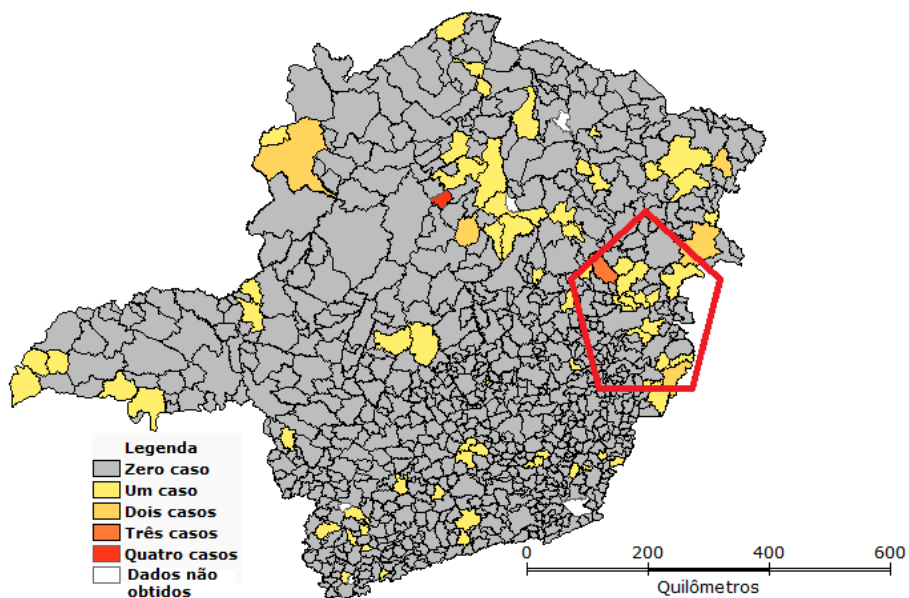 Legenda
Zero caso
Um caso
Dois casos
Três casos
Quatro casos
Dados não
obtidos
0 200 400 600
Quilômetros